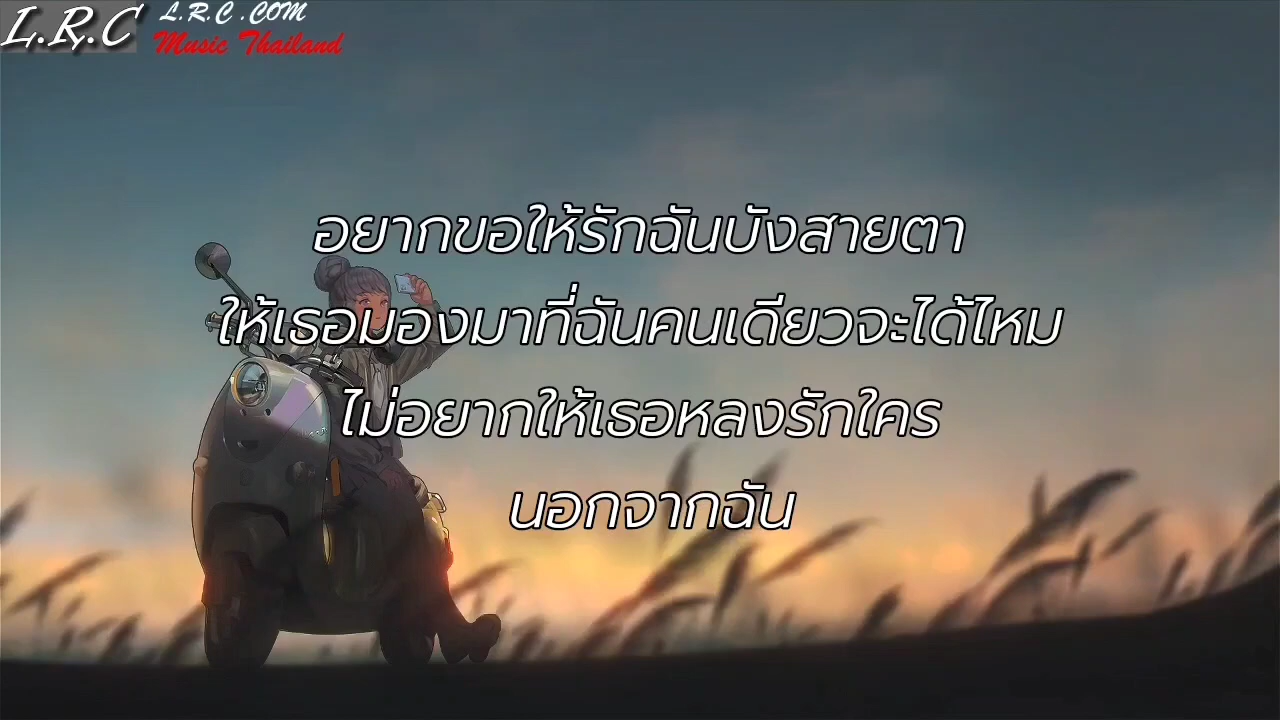 L.R.C
L.R.C .COM
Music Thailand
อยากขอให้รักฉันบังสายตา
ให้เธอมองมาที่ฉันคนเดียวจะได้ไหม
ไม่อยากให้เธอหลงรักใคร
นอกจากฉัน